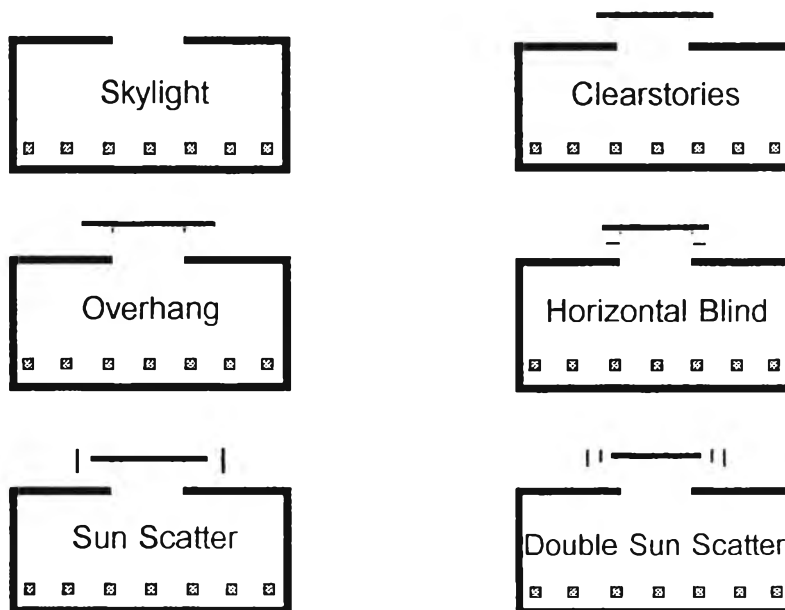 Skylight
Clearstories
Overhang
Horizontal Blind
Sun Scatter
Double Sun Scatter